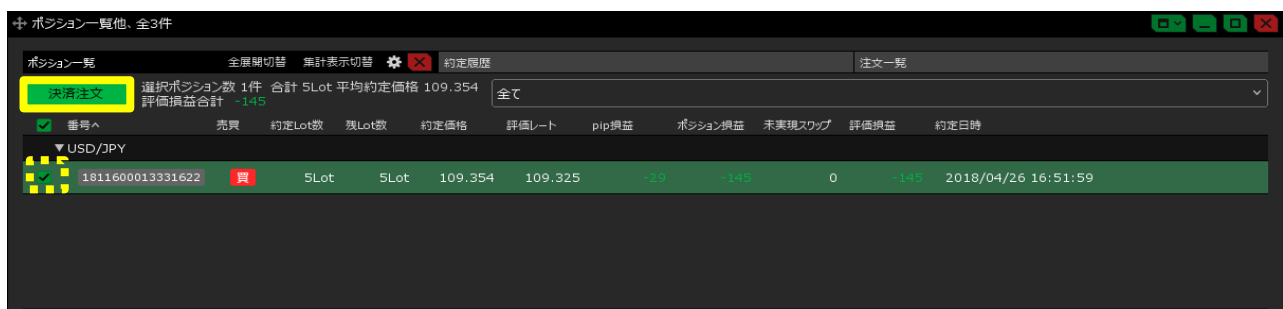 ポジション一覧他、全3件
ポジション一覧 全展開切替 集計表示切替 約定履歴 注文一覧
決済注文 選択ポジション数 1件 合計 5Lot 平均約定価格 109.354
評価損益合計 -145
全て
番号^ 売買 約定Lot数 残Lot数 約定価格 評価レート pip損益 ポジション損益 未実現スワップ 評価損益 約定日時
▼USD/JPY
1811600013331622 買 5Lot 5Lot 109.354 109.325 -29 -145 0 -145 2018/04/26 16:51:59